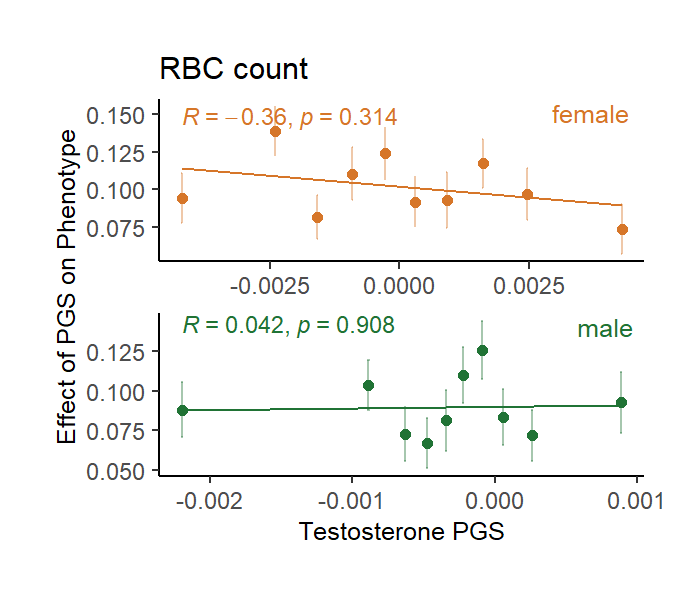 RBC count
Effect of PGS on Phenotype
R = −0.36, p = 0.314
female
0.150
0.125
0.100
0.075
-0.0025 0.0000 0.0025
R = 0.042, p = 0.908
male
0.125
0.100
0.075
0.050
-0.002 -0.001 0.000 0.001
Testosterone PGS